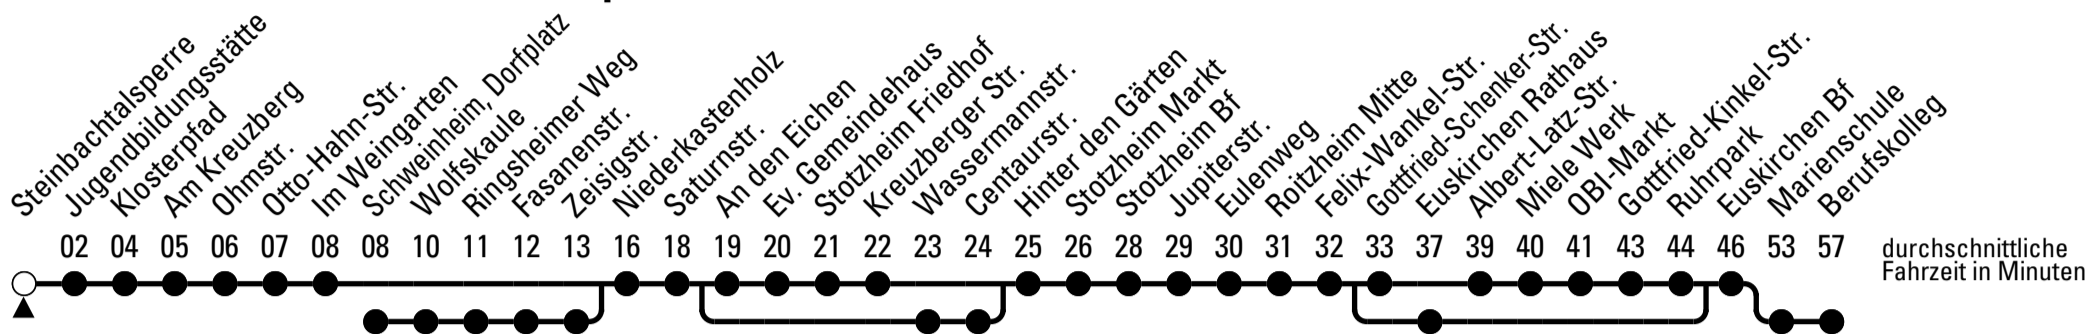 Steinbachtalsperre
Jugendbildungsstätte
Klosterpfad
Am Kreuzberg
Ohmstr.
Otto-Hahn-Str.
Im Weingarten
Schweinheim, Dorfplatz
Wolfskaule
Ringsheimer Weg
Fasanenstr.
Zeisigstr.
Niederkastenholz
Saturnstr.
An den Eichen
Ev. Gemeindehaus
Stotzheim Friedhof
Kreuzberger Str.
Wassermannstr.
Centaurstr.
Hinter den Gärten
Stotzheim Markt
Stotzheim Bf
Jupiterstr.
Eulenweg
Roitzheim Mitte
Felix-Wankel-Str.
Gottfried-Schenker-Str.
Euskirchen Rathaus
Albert-Latz-Str.
Miele Werk
OBI-Markt
Gottfried-Kinkel-Str.
Ruhrpark
Euskirchen Bf
Marienschule
Berufskolleg
02 04 05 06 07 08 08 10 11 12 13 16 18 19 20 21 22 23 24 25 26 28 29 30 31 32 33 37 39 40 41 43 44 46 53 57
durchschnittliche
Fahrzeit in Minuten